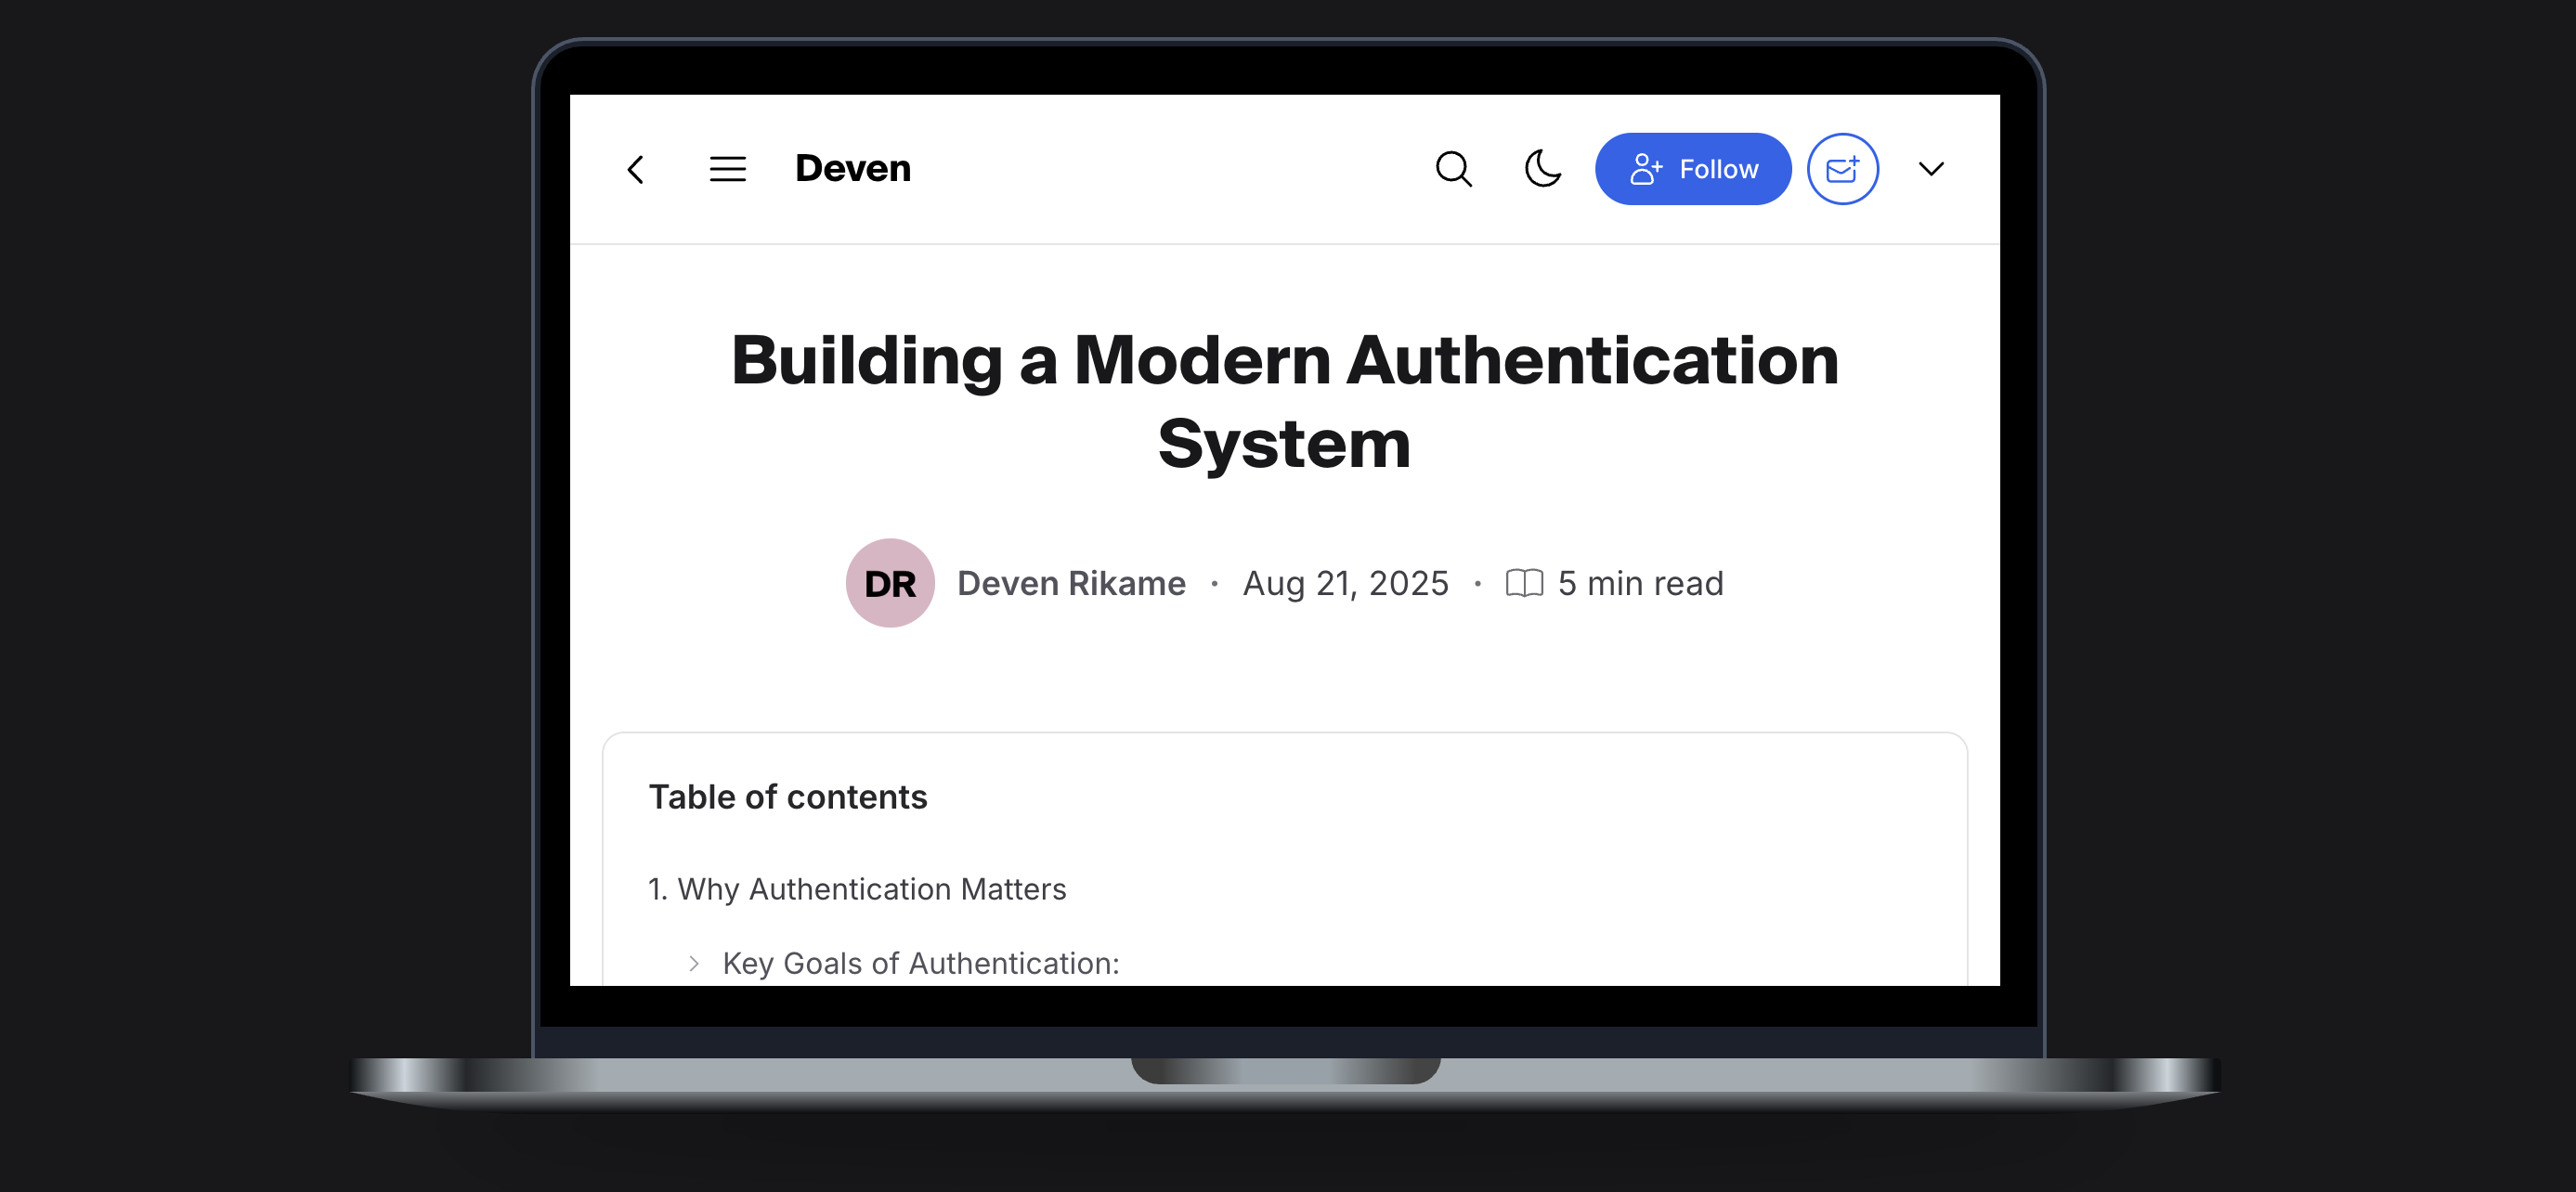 Deven
Follow
Building a Modern Authentication
System
DR Deven Rikame · Aug 21, 2025 · 5 min read
Table of contents
1. Why Authentication Matters
Key Goals of Authentication: